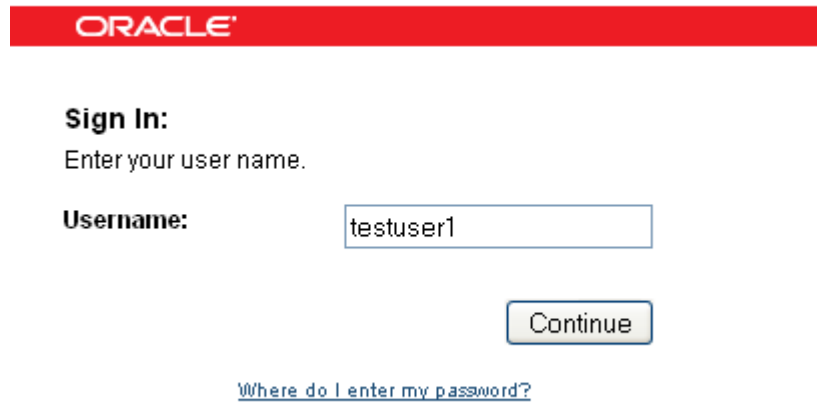 ORACLE
Sign In:
Enter your user name.
Username:
testuser1
Continue
Where do I enter my password?